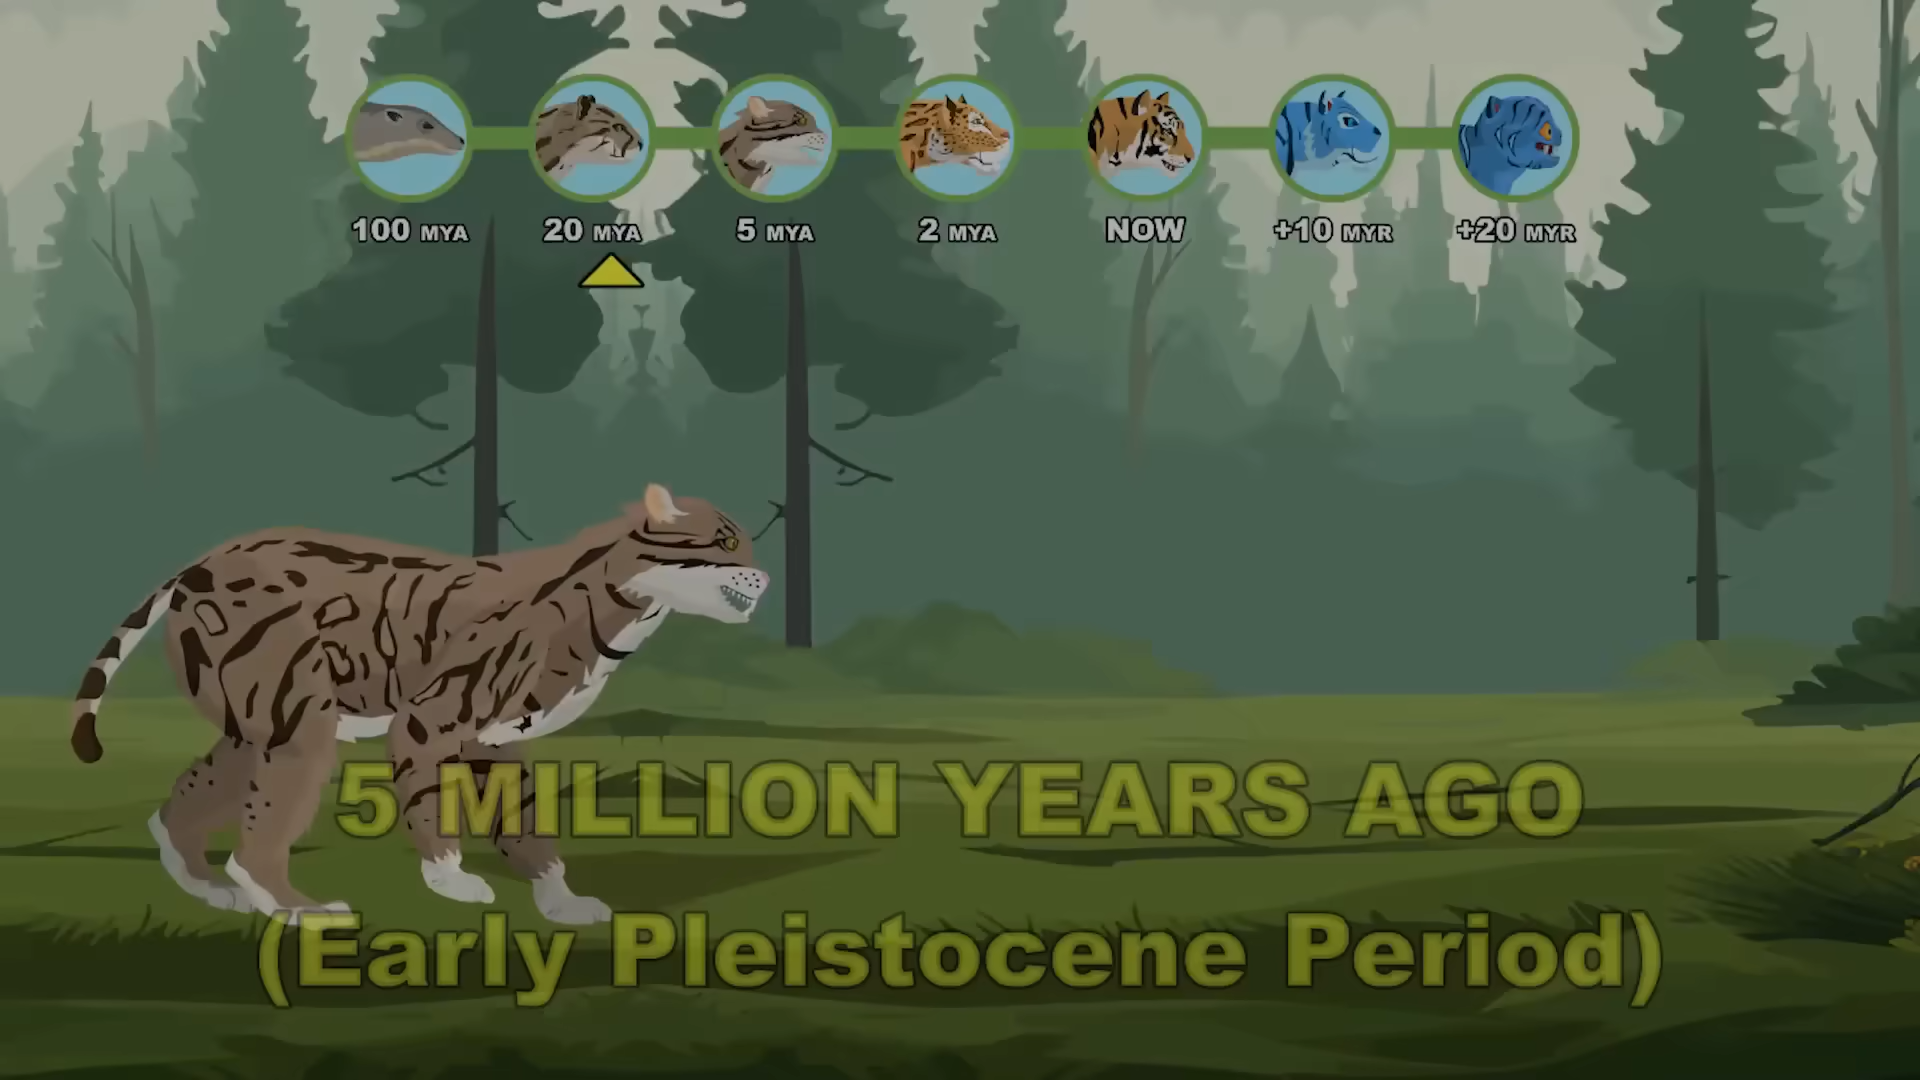 100 MYA 20 MYA 5 MYA 2 MYA NOW +10 MYR +20 MYR
5 MILLION YEARS AGO
(Early Pleistocene Period)